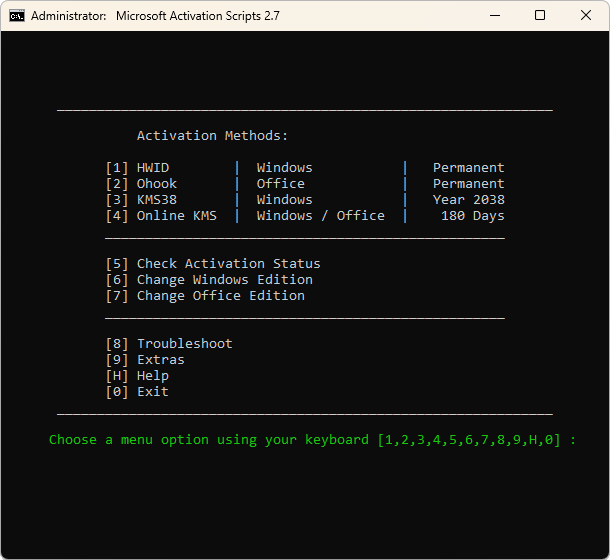 Administrator: Microsoft Activation Scripts 2.7
Activation Methods:
[1] HWID | Windows | Permanent
[2] Ohook | Office | Permanent
[3] KMS38 | Windows | Year 2038
[4] Online KMS | Windows / Office | 180 Days
[5] Check Activation Status
[6] Change Windows Edition
[7] Change Office Edition
[8] Troubleshoot
[9] Extras
[H] Help
[0] Exit
Choose a menu option using your keyboard [1,2,3,4,5,6,7,8,9,H,0] :